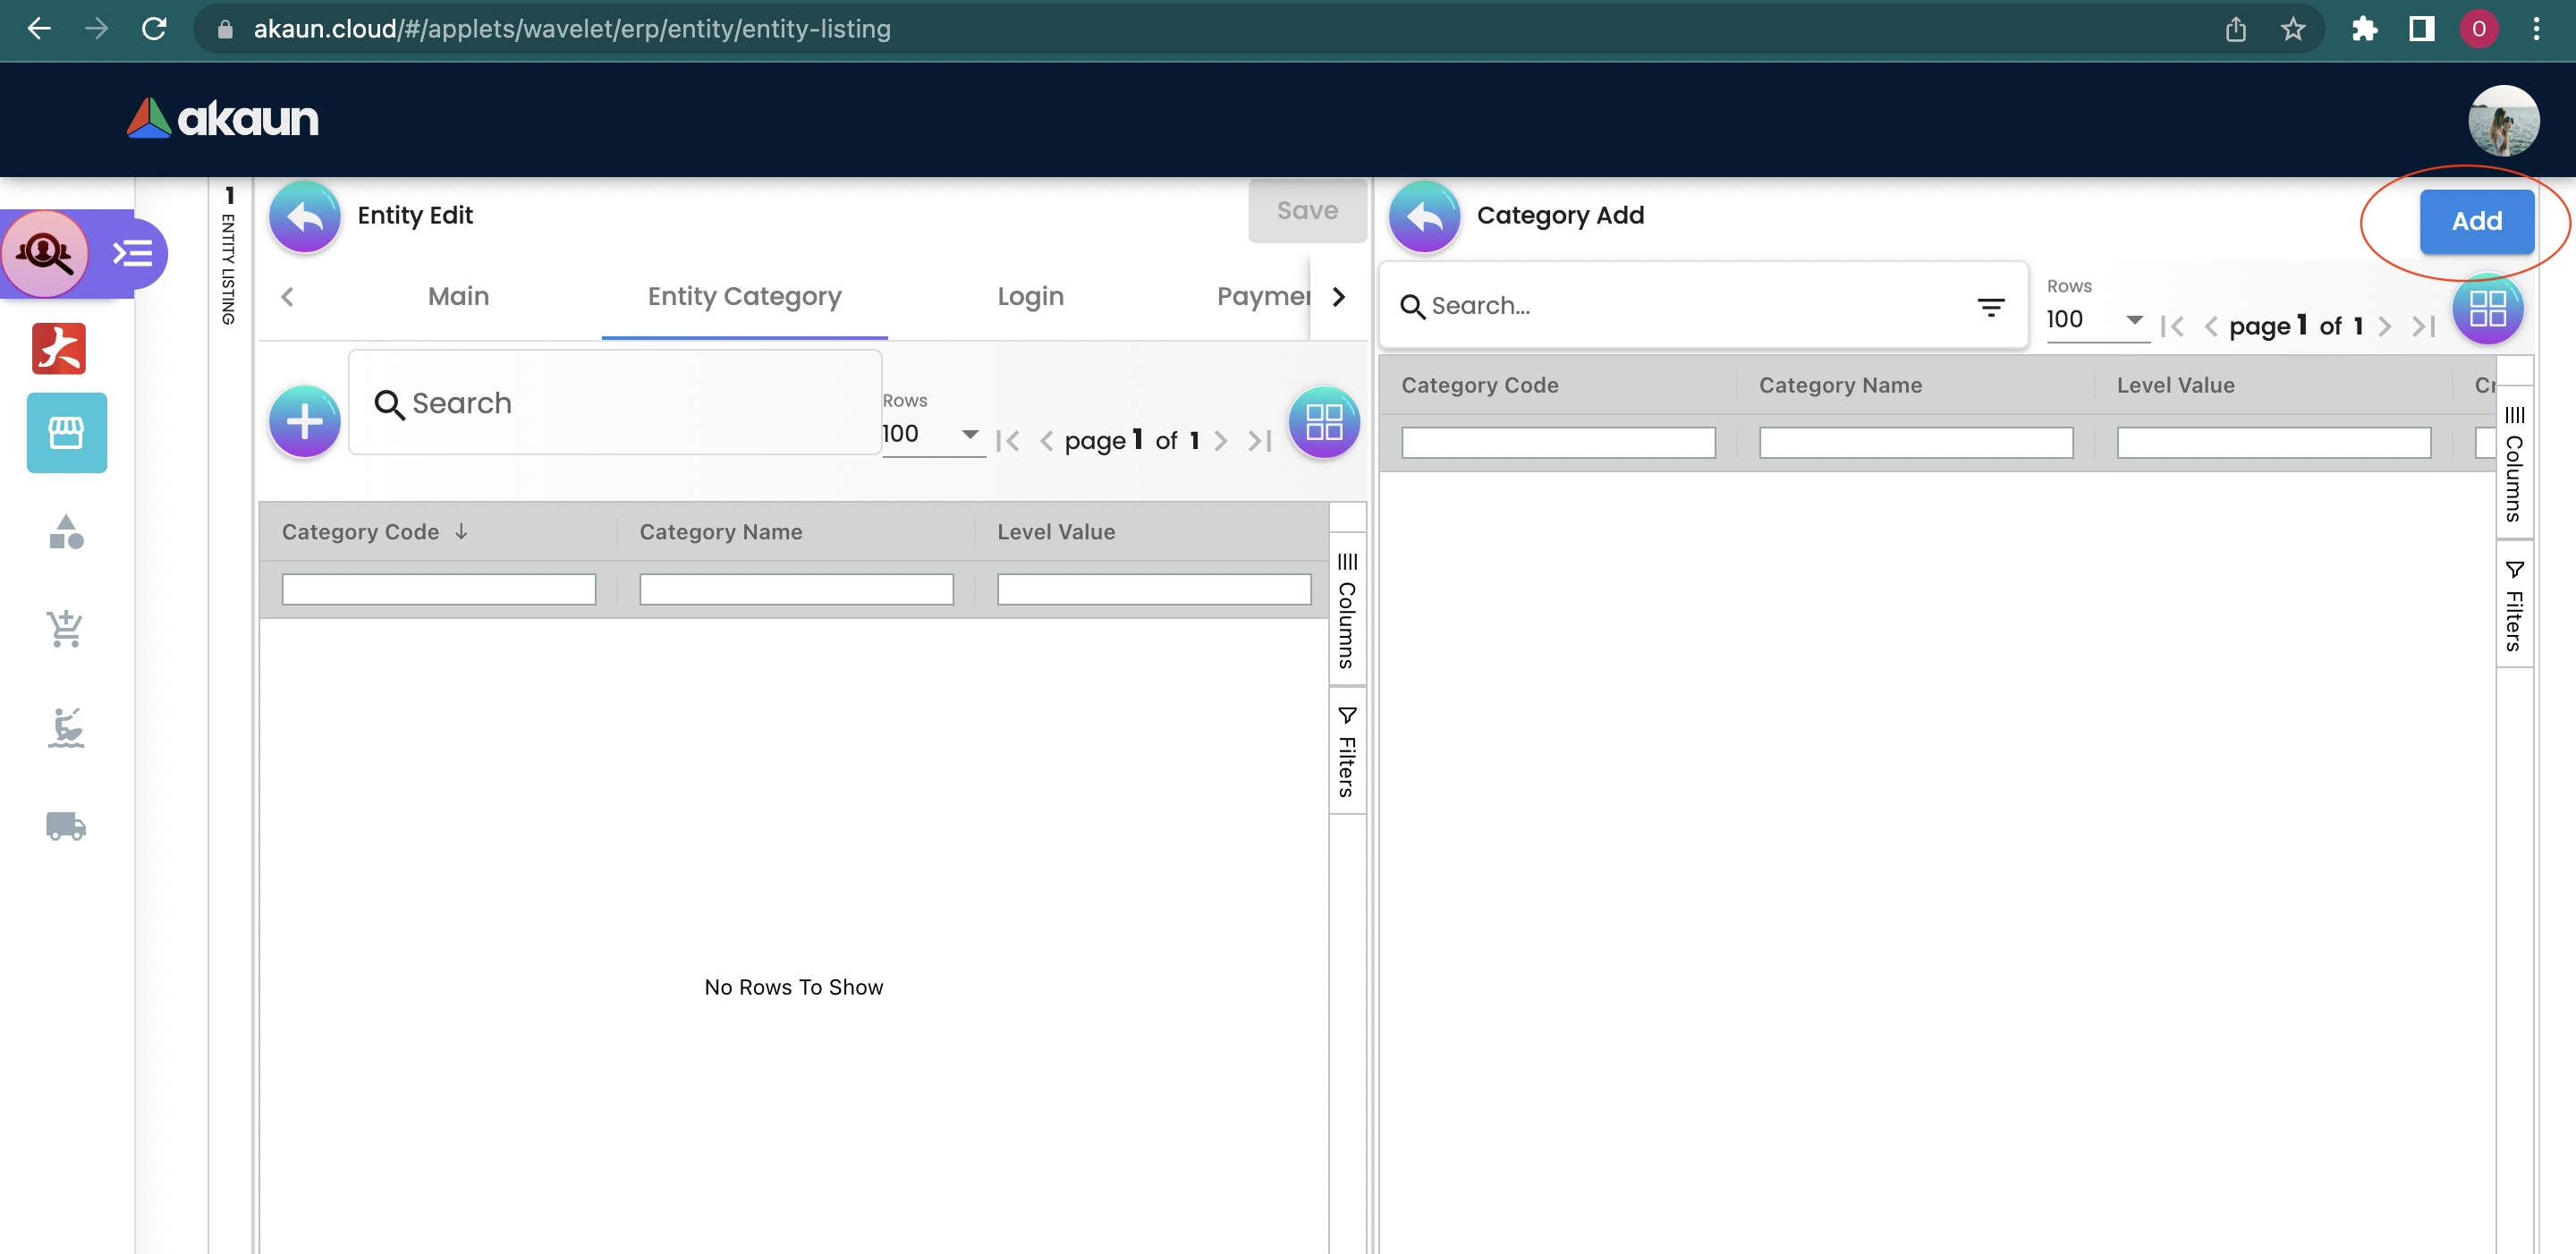 akaun.cloud/#/applets/wavelet/erp/entity/entity-listing
O
akaun
1
ENTITY LISTING
Entity Edit
Save
Main
Entity Category
Login
Paymer
Search
Rows
100
page 1 of 1
Category Code
Category Name
Level Value
Columns
Filters
No Rows To Show
Category Add
Add
Search...
Rows
100
page 1 of 1
Category Code
Category Name
Level Value
Cr
Columns
Filters